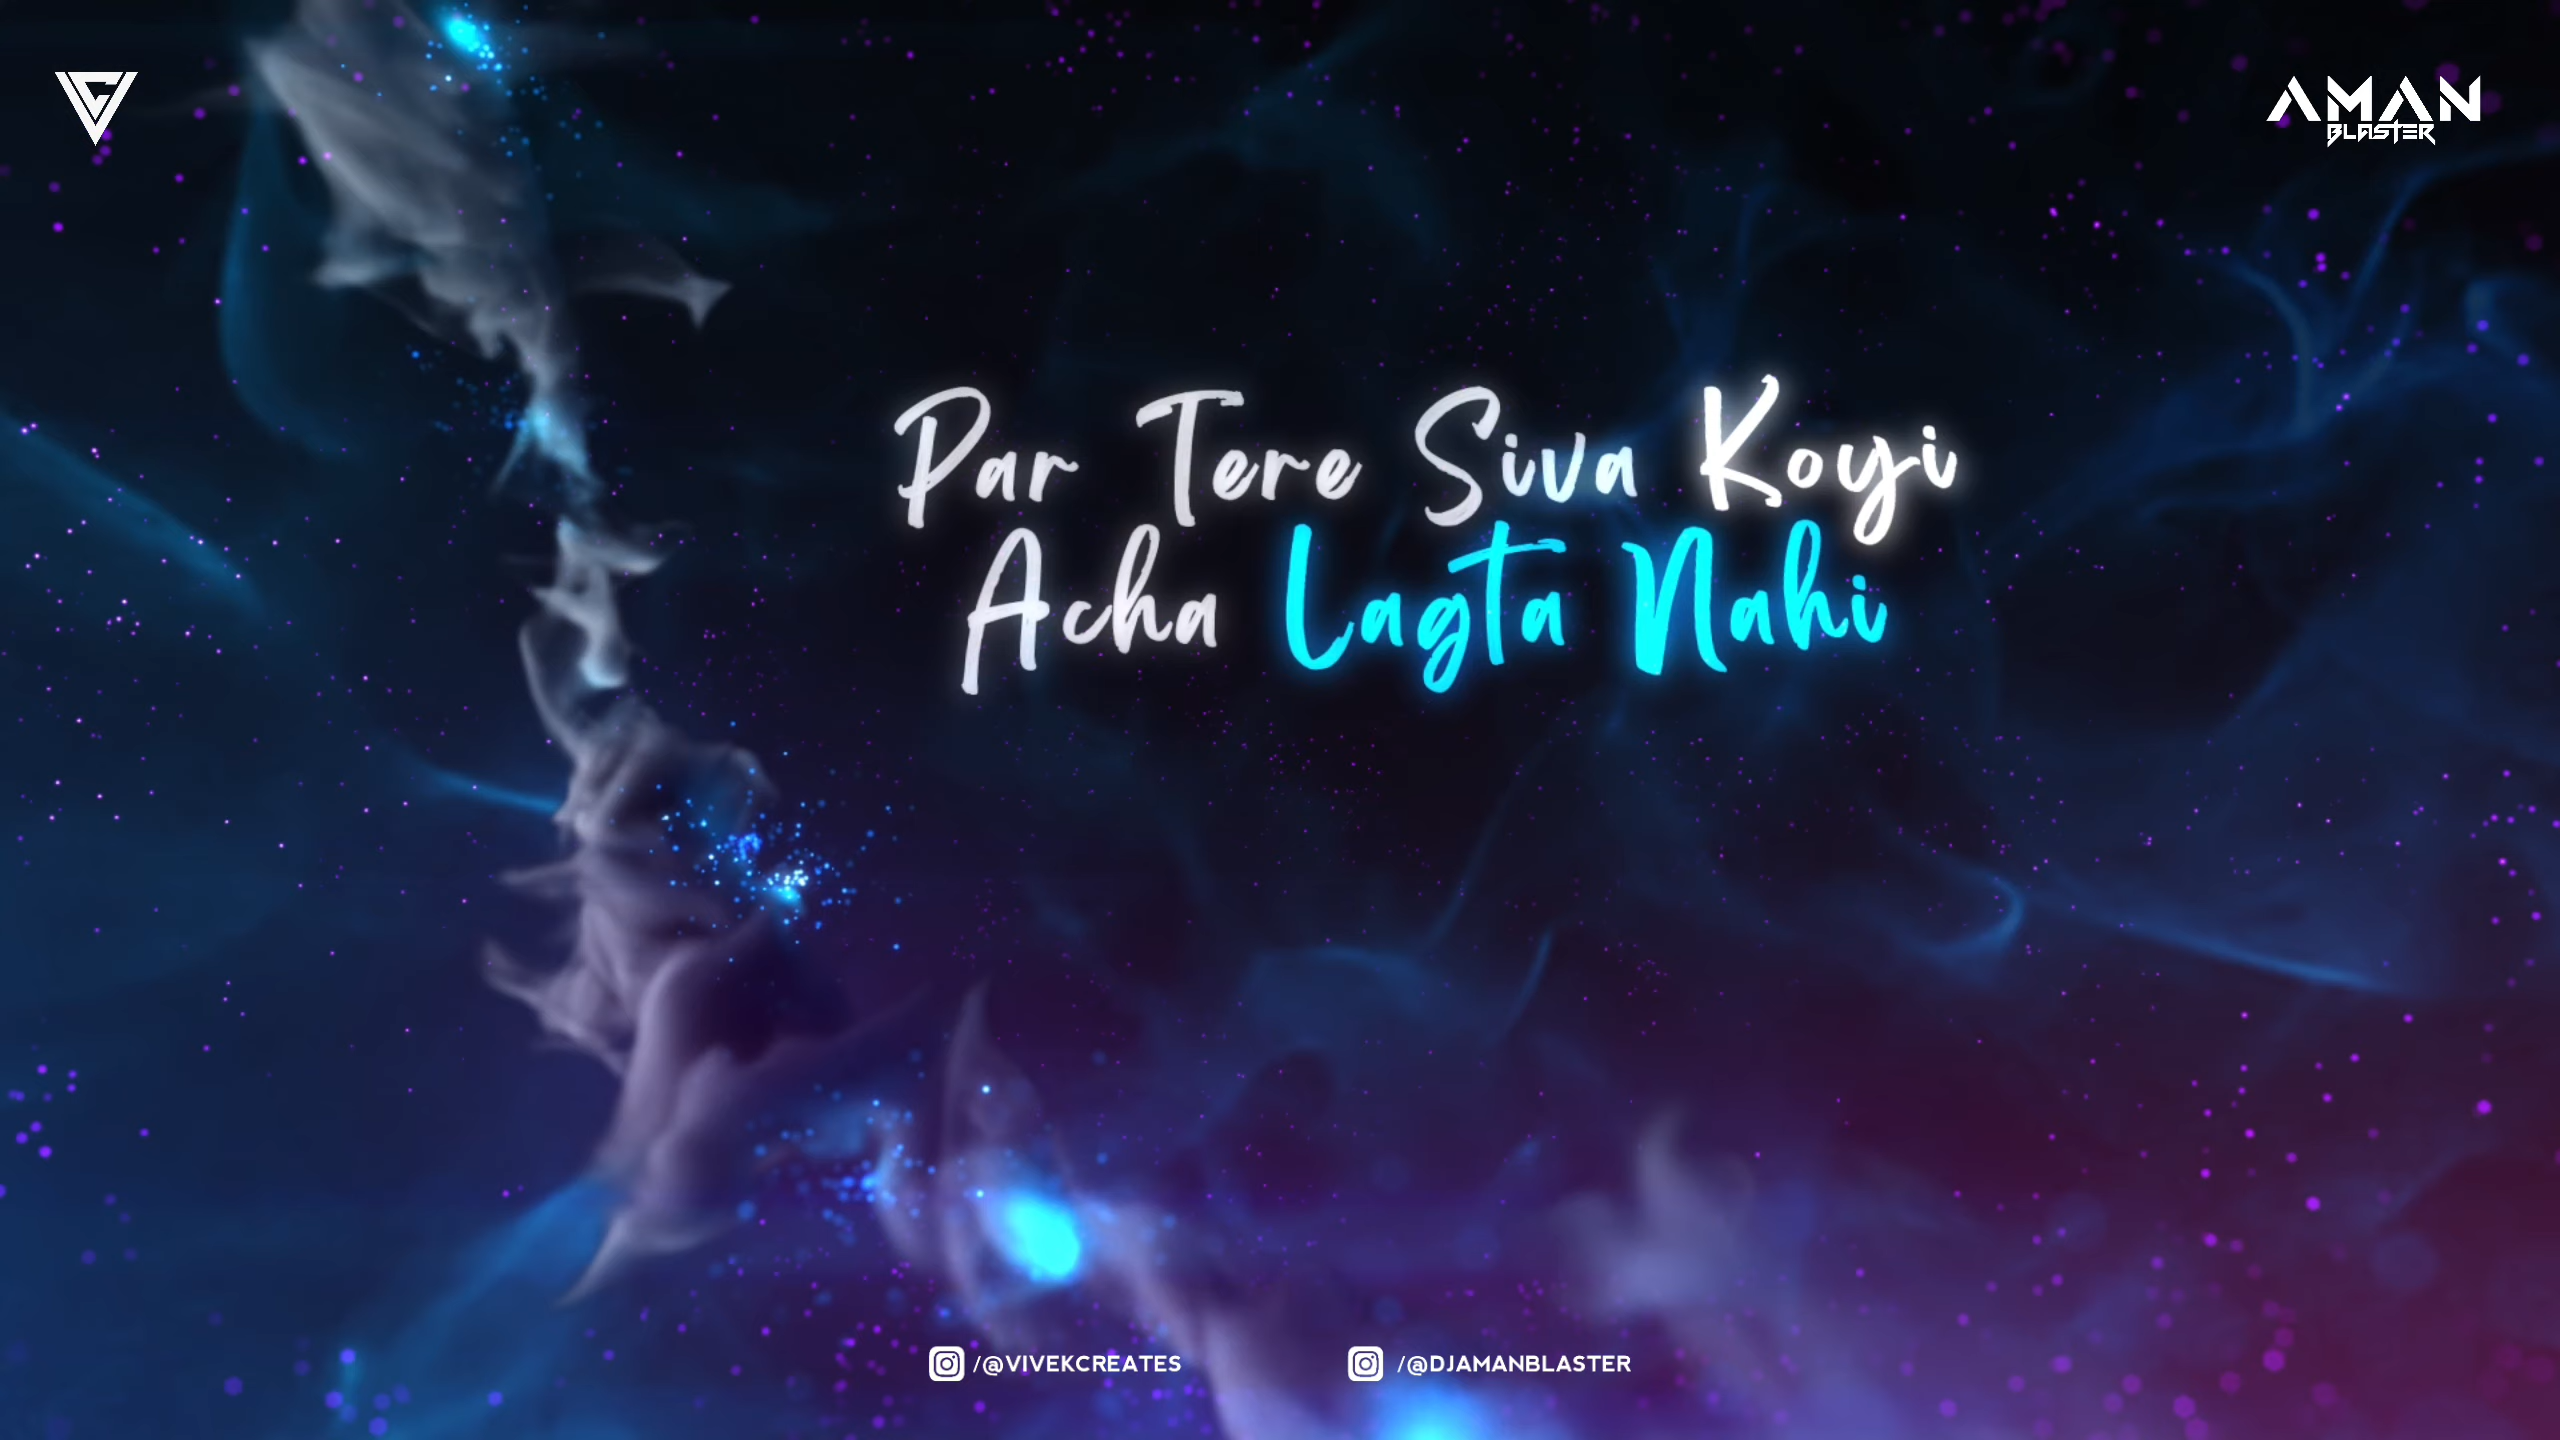 AMAN
BLASTER
Par Tere Siva Koyi
Acha Lagta Nahi
/@VIVEKCREATES
/@DJAMANBLASTER